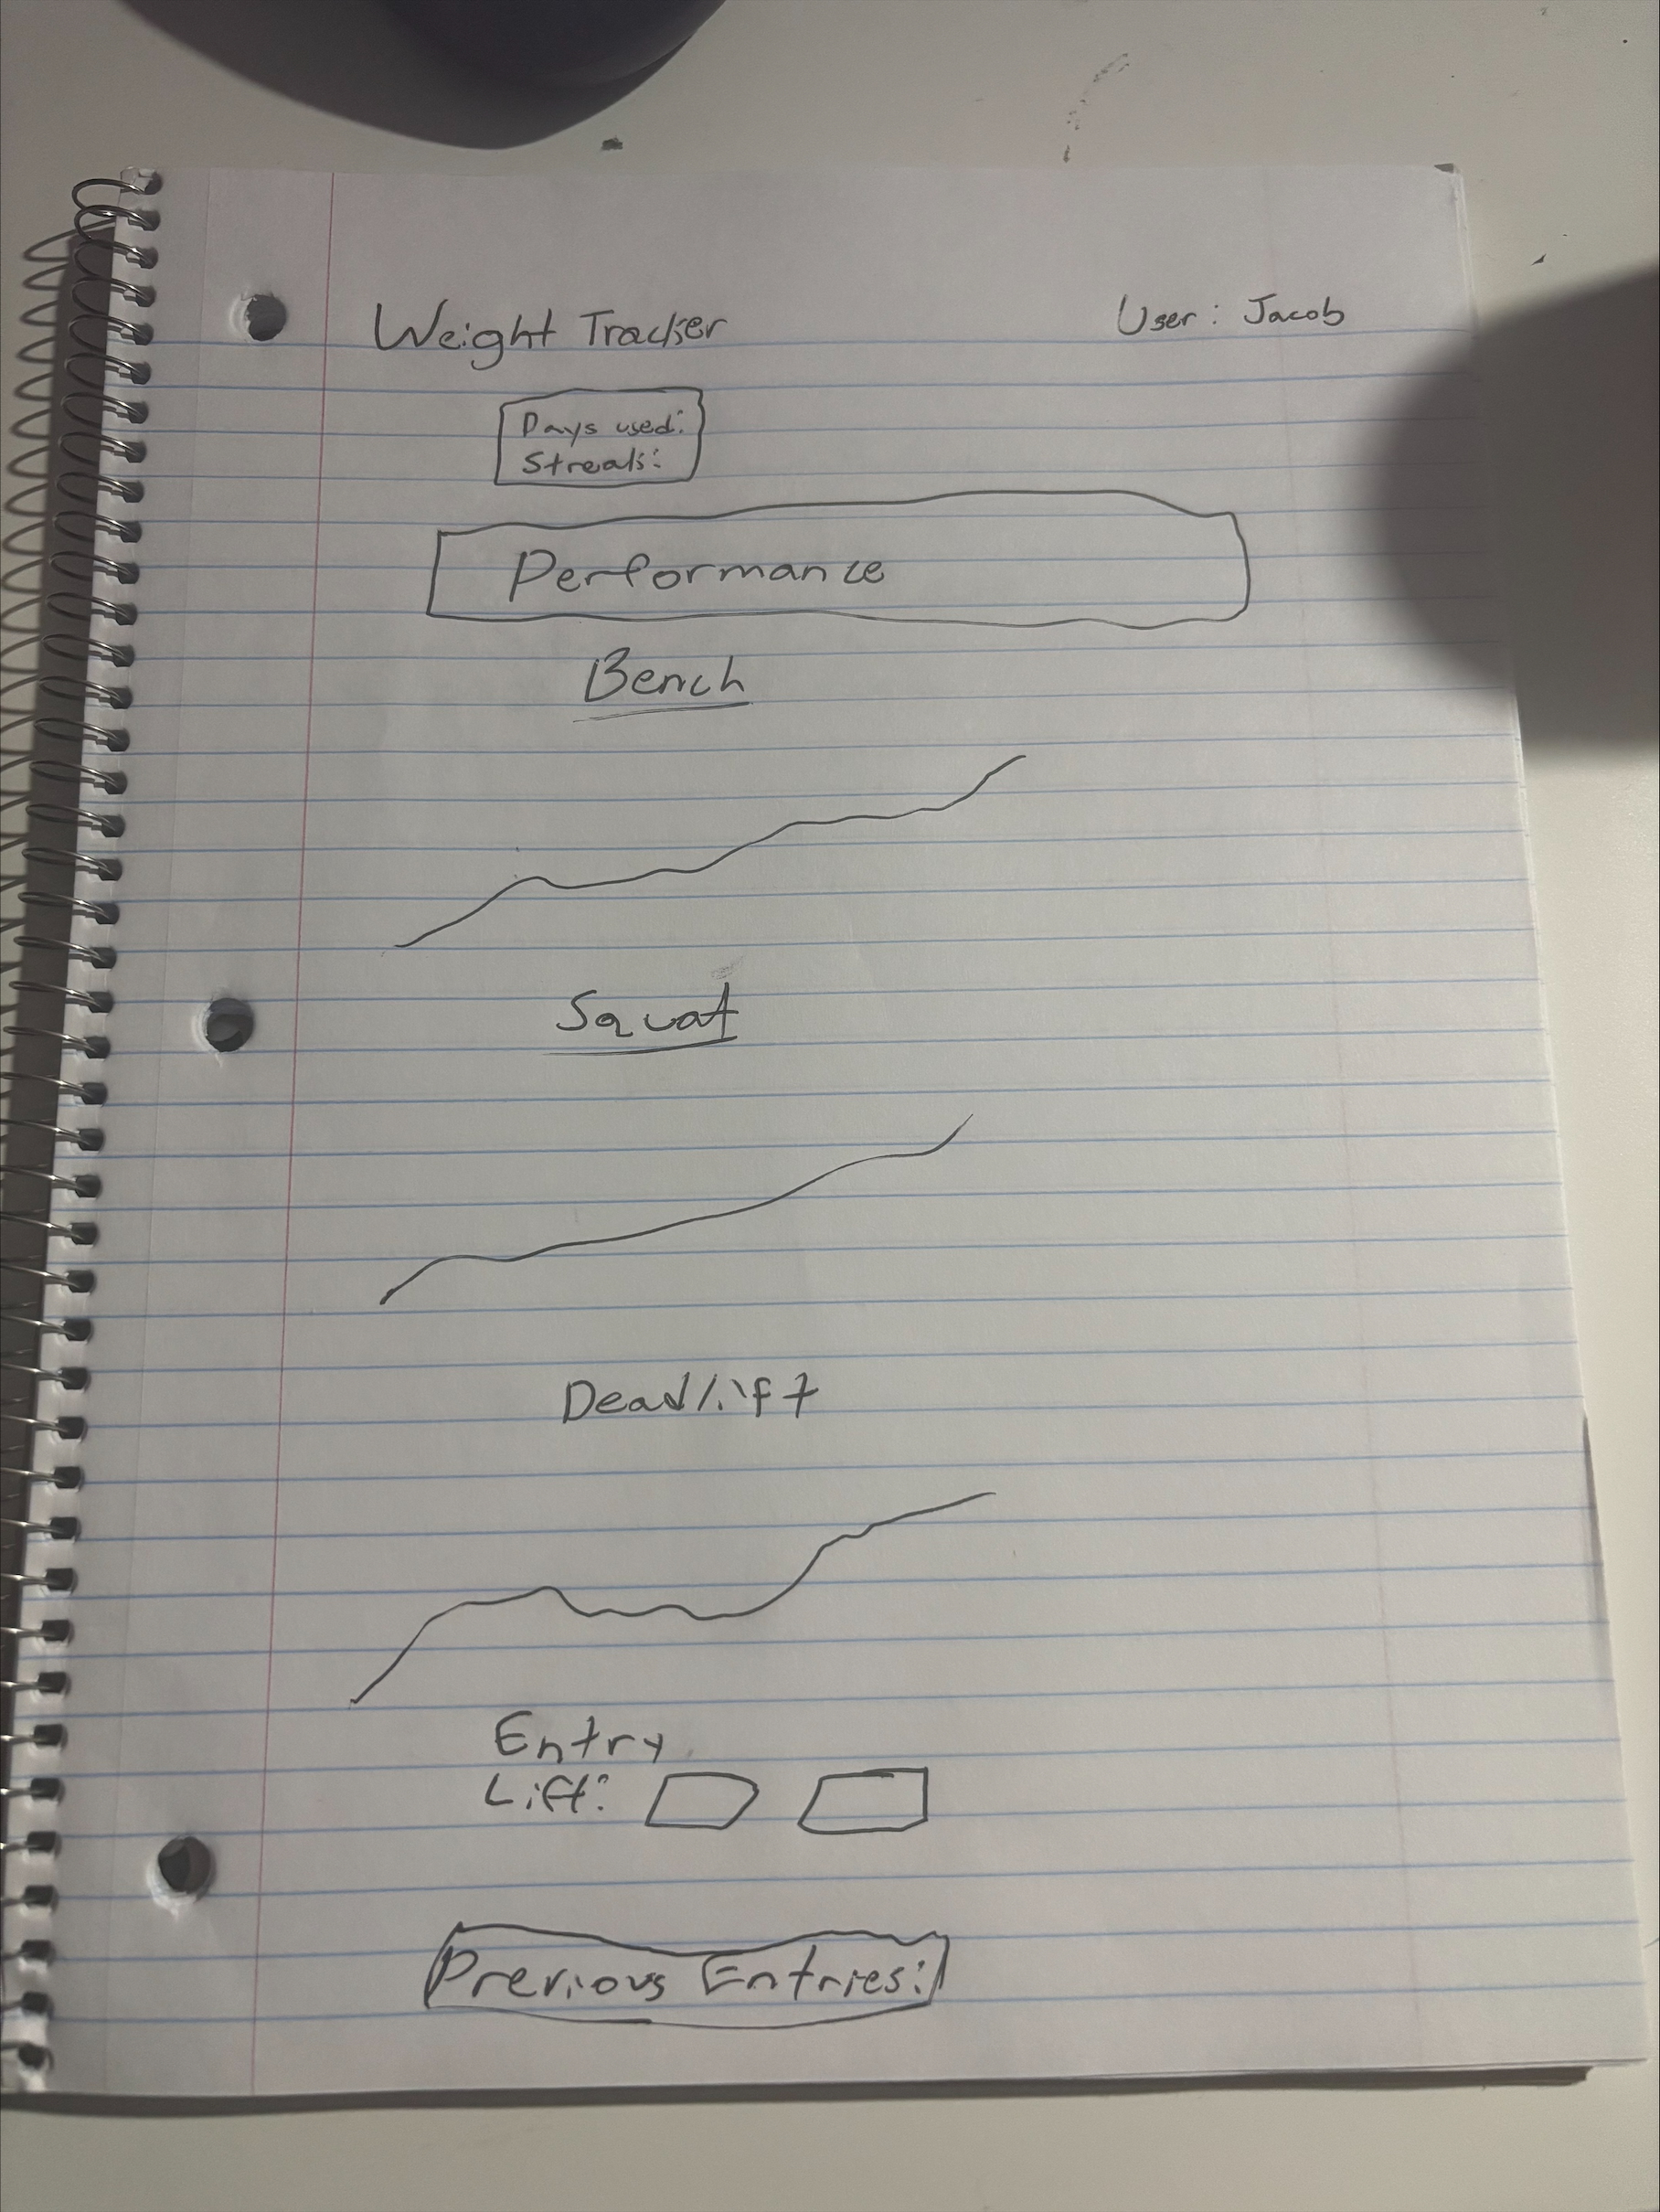 Weight Tracker
User: Jacob
Days used:
Streak:
Performance
Bench
Squat
Deadlift
Entry
Lift:
Previous Entries: